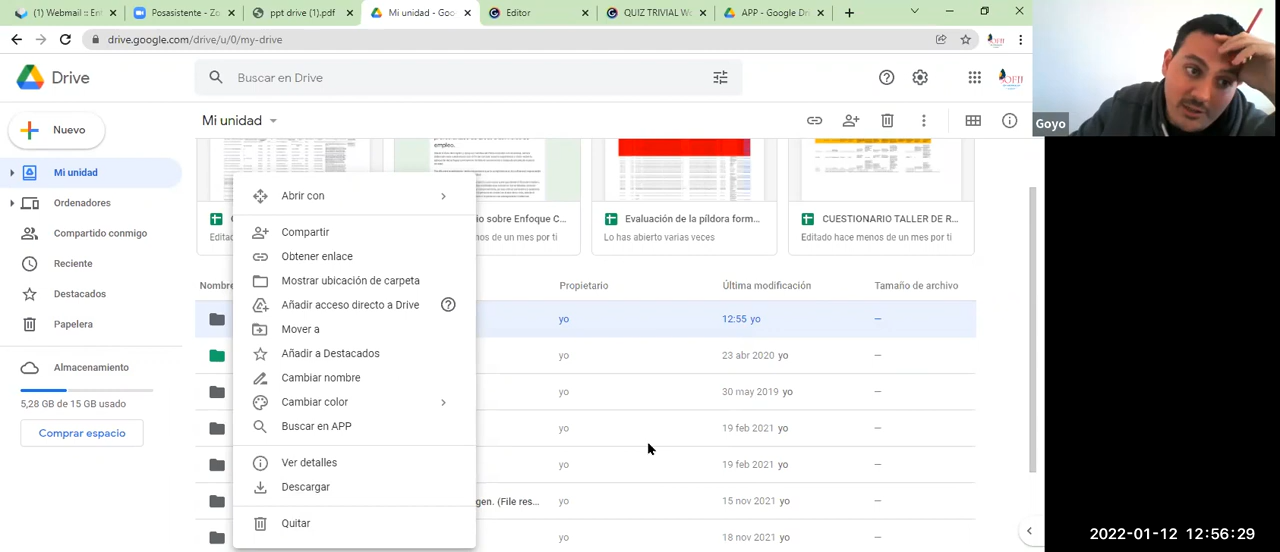 (1) Webmail ::
Posasistente - Zo
ppt drive (1).pdf
Mi unidad - Goo
Editor
QUIZ TRIVIAL W
APP - Google Dr
drive.google.com/drive/u/0/my-drive
Drive
Buscar en Drive
Nuevo
Mi unidad
Ordenadores
Compartido conmigo
Reciente
Destacados
Papelera
Almacenamiento
5,28 GB de 15 GB usado
Comprar espacio
Mi unidad
empleo.
io sobre Enfoque C...
Evaluación de la píldora form...
CUESTIONARIO TALLER DE R...
Editad
nos de un mes por ti
Lo has abierto varias veces
Editado hace menos de un mes por ti
Nombre
Propietario
Última modificación
Tamaño de archivo
yo
12:55 yo
—
yo
23 abr 2020 yo
—
yo
30 may 2019 yo
—
yo
19 feb 2021 yo
—
yo
19 feb 2021 yo
—
gen. (File res...
yo
15 nov 2021 yo
—
yo
18 nov 2021 yo
—
Abrir con
Compartir
Obtener enlace
Mostrar ubicación de carpeta
Añadir acceso directo a Drive
Mover a
Añadir a Destacados
Cambiar nombre
Cambiar color
Buscar en APP
Ver detalles
Descargar
Quitar
Goyo
2022-01-12 12:56:29